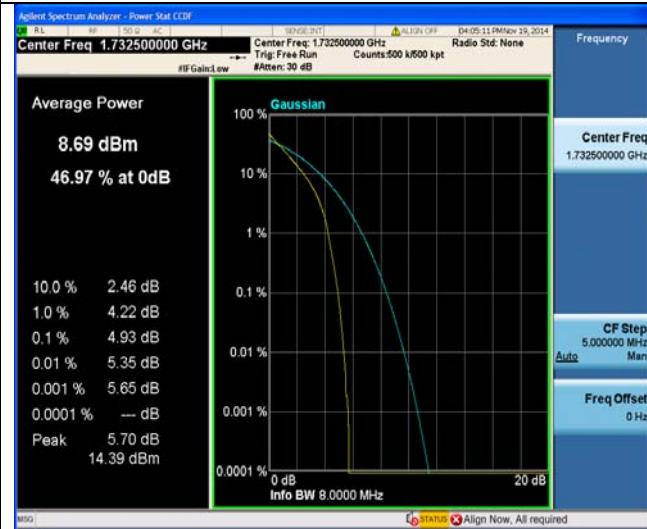 Agilent Spectrum Analyzer - Power Stat CCDF
RL RF 50 Ω AC SENSE:INT ALIGN OFF 04:05:11 PM Nov 19, 2014
Center Freq 1.732500000 GHz
Center Freq: 1.732500000 GHz Radio Std: None
Trig: Free Run Counts:500 k/500 kpt
#IFGain:Low #Atten: 30 dB
Frequency
Average Power
8.69 dBm
46.97 % at 0dB
10.0 % 2.46 dB
1.0 % 4.22 dB
0.1 % 4.93 dB
0.01 % 5.35 dB
0.001 % 5.65 dB
0.0001 % --- dB
Peak 5.70 dB
14.39 dBm
Gaussian
100 %
10 %
1 %
0.1 %
0.01 %
0.001 %
0.0001 %
0 dB 20 dB
Info BW 8.0000 MHz
Center Freq
1.732500000 GHz
CF Step
5.000000 MHz
Auto Man
Freq Offset
0 Hz
MSG STATUS Align Now, All required